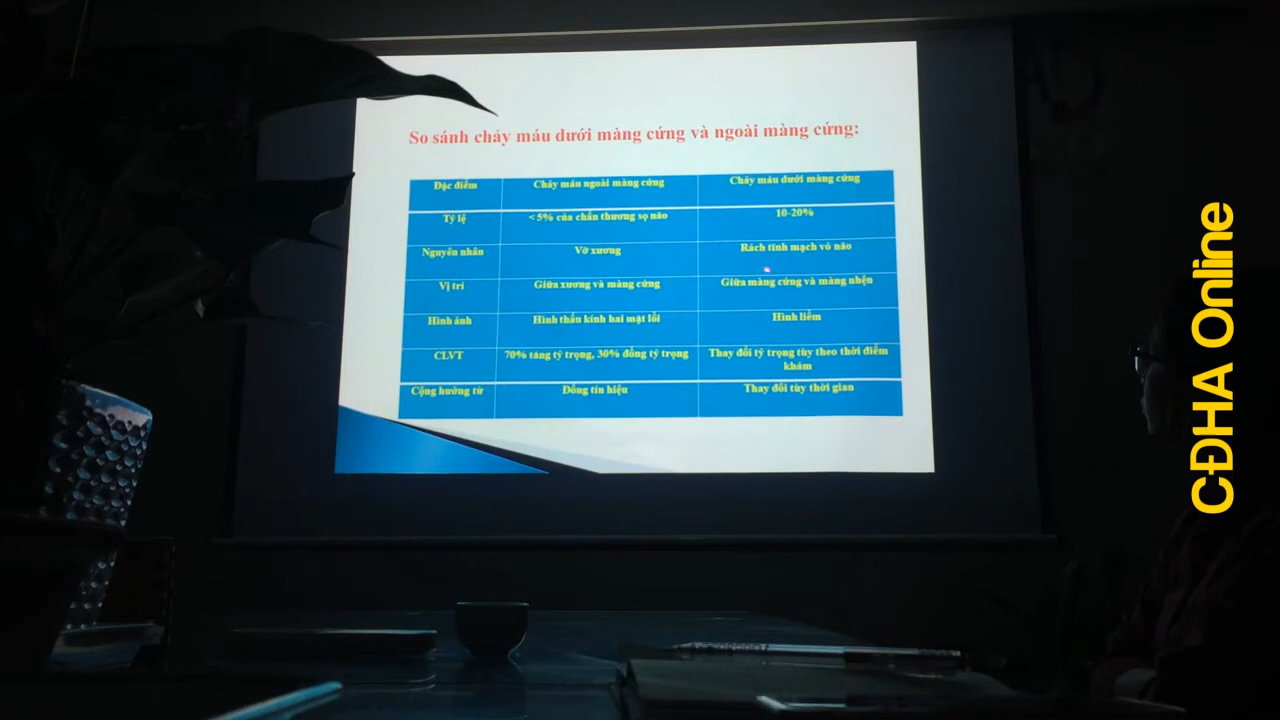 So sánh chảy máu dưới màng cứng và ngoài màng cứng:
Đặc điểm Chảy máu ngoài màng cứng Chảy máu dưới màng cứng
Tỷ lệ <5% của chấn thương sọ não 10-20%
Nguyên nhân Vỡ xương Rách tĩnh mạch vỏ não
Vị trí Giữa xương và màng cứng Giữa màng cứng và màng nhện
Hình ảnh Hình thấu kính hai mặt lồi Hình liềm
CLVT 70% tăng tỷ trọng, 30% đồng tỷ trọng Thay đổi tỷ trọng tùy theo thời điểm
khám
Cộng hưởng từ Đồng tín hiệu Thay đổi tùy thời gian
CĐHA Online